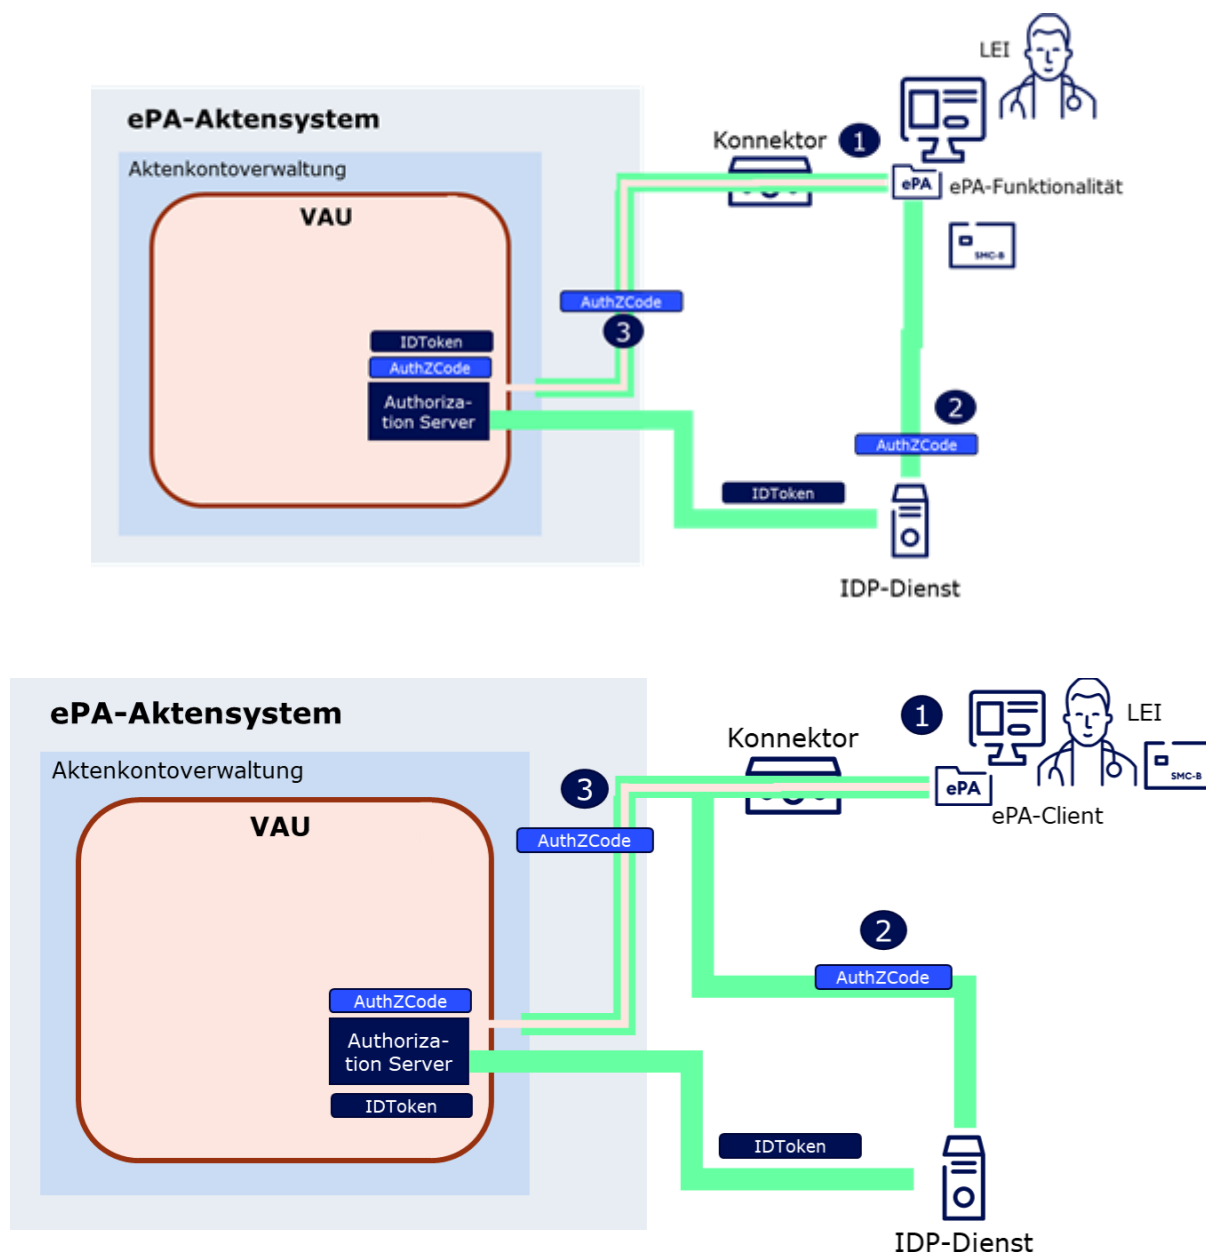 LEI
ePA-Aktensystem
Konnektor
1
Aktenkontoverwaltung
ePA
ePA-Funktionalität
VAU
SMC-B
AuthZCode
3
IDToken
AuthZCode
Authoriza-
tion Server
2
AuthZCode
IDToken
IDP-Dienst
ePA-Aktensystem
1
LEI
Konnektor
SMC-B
Aktenkontoverwaltung
3
ePA
ePA-Client
VAU
AuthZCode
2
AuthZCode
AuthZCode
Authoriza-
tion Server
IDToken
IDToken
IDP-Dienst